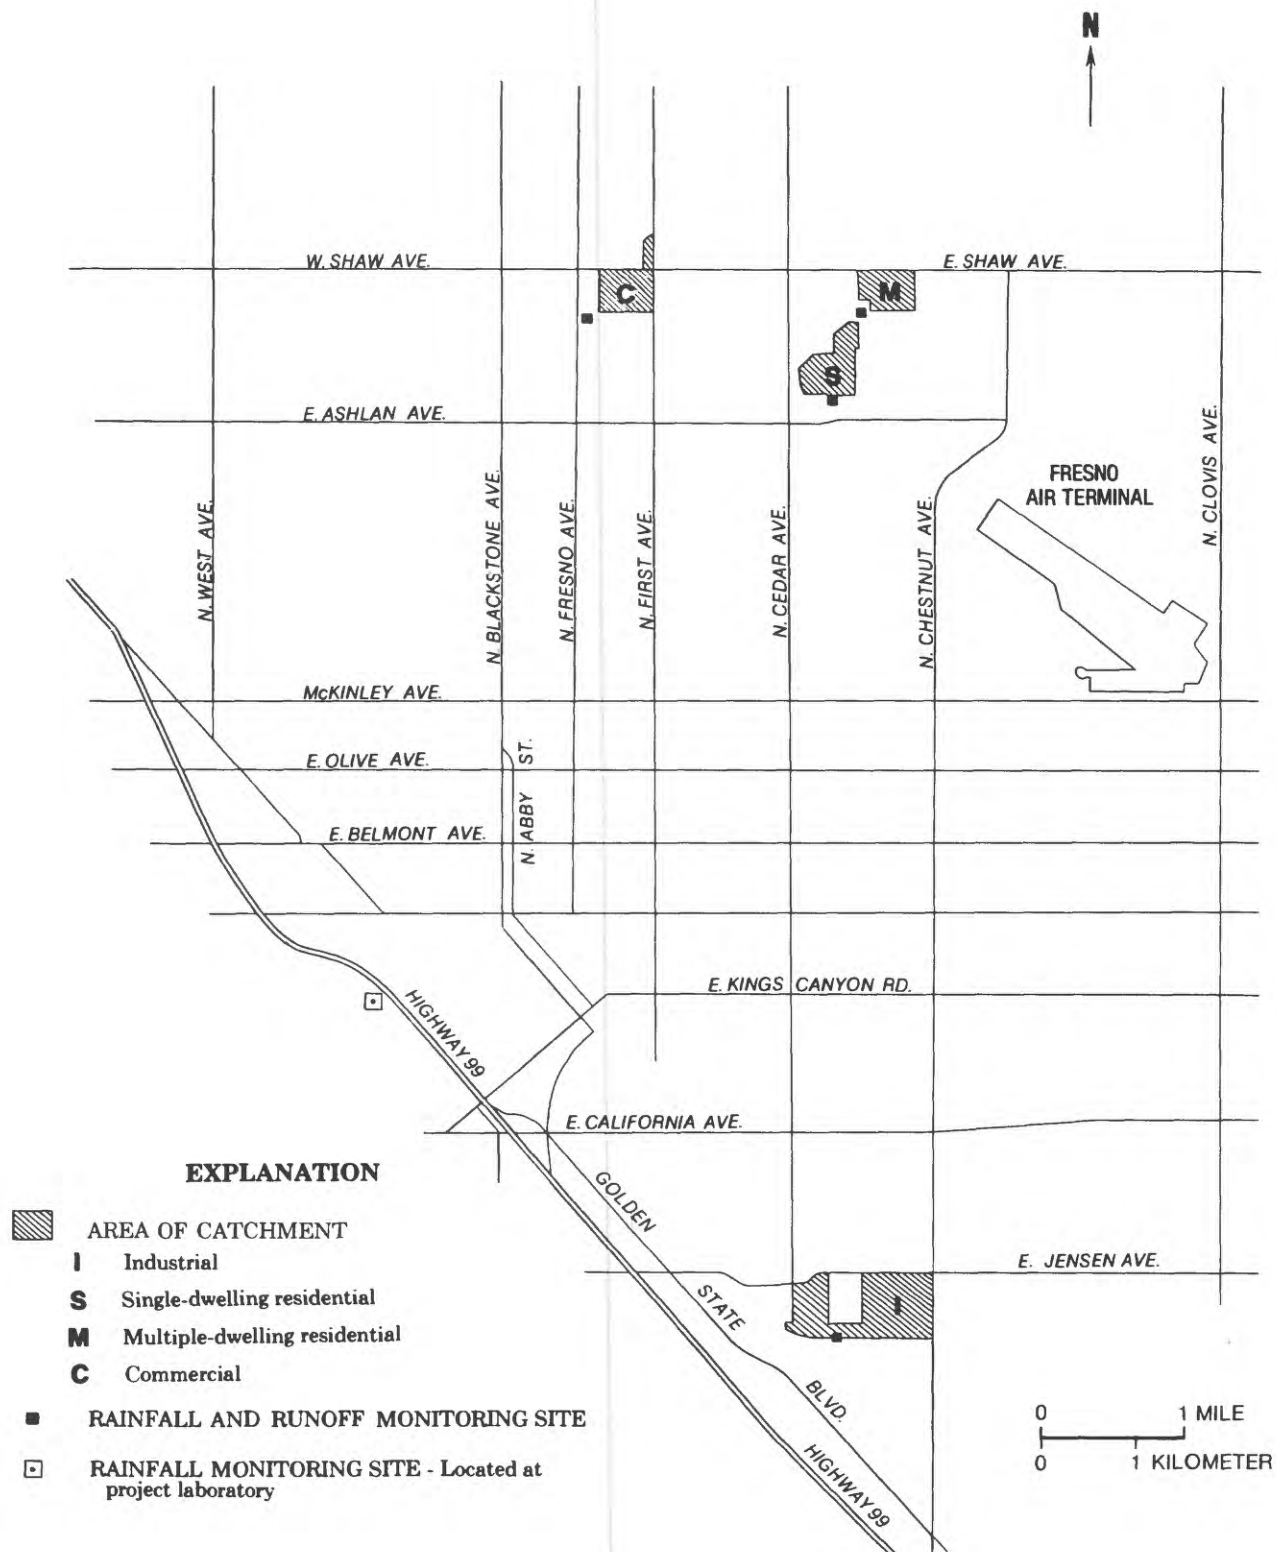 N
W. SHAW AVE.
E. SHAW AVE.
C
M
S
E. ASHLAN AVE.
N. WEST AVE.
N. BLACKSTONE AVE.
N. FRESNO AVE.
N. FIRST AVE.
N. CEDAR AVE.
N. CHESTNUT AVE.
N. CLOVIS AVE.
FRESNO
AIR TERMINAL
McKINLEY AVE.
E. OLIVE AVE.
N. ABBY ST.
E. BELMONT AVE.
E. KINGS CANYON RD.
HIGHWAY 99
E. CALIFORNIA AVE.
GOLDEN STATE BLVD.
E. JENSEN AVE.
I
HIGHWAY 99
EXPLANATION
AREA OF CATCHMENT
I Industrial
S Single-dwelling residential
M Multiple-dwelling residential
C Commercial
RAINFALL AND RUNOFF MONITORING SITE
RAINFALL MONITORING SITE - Located at
project laboratory
0 1 MILE
0 1 KILOMETER